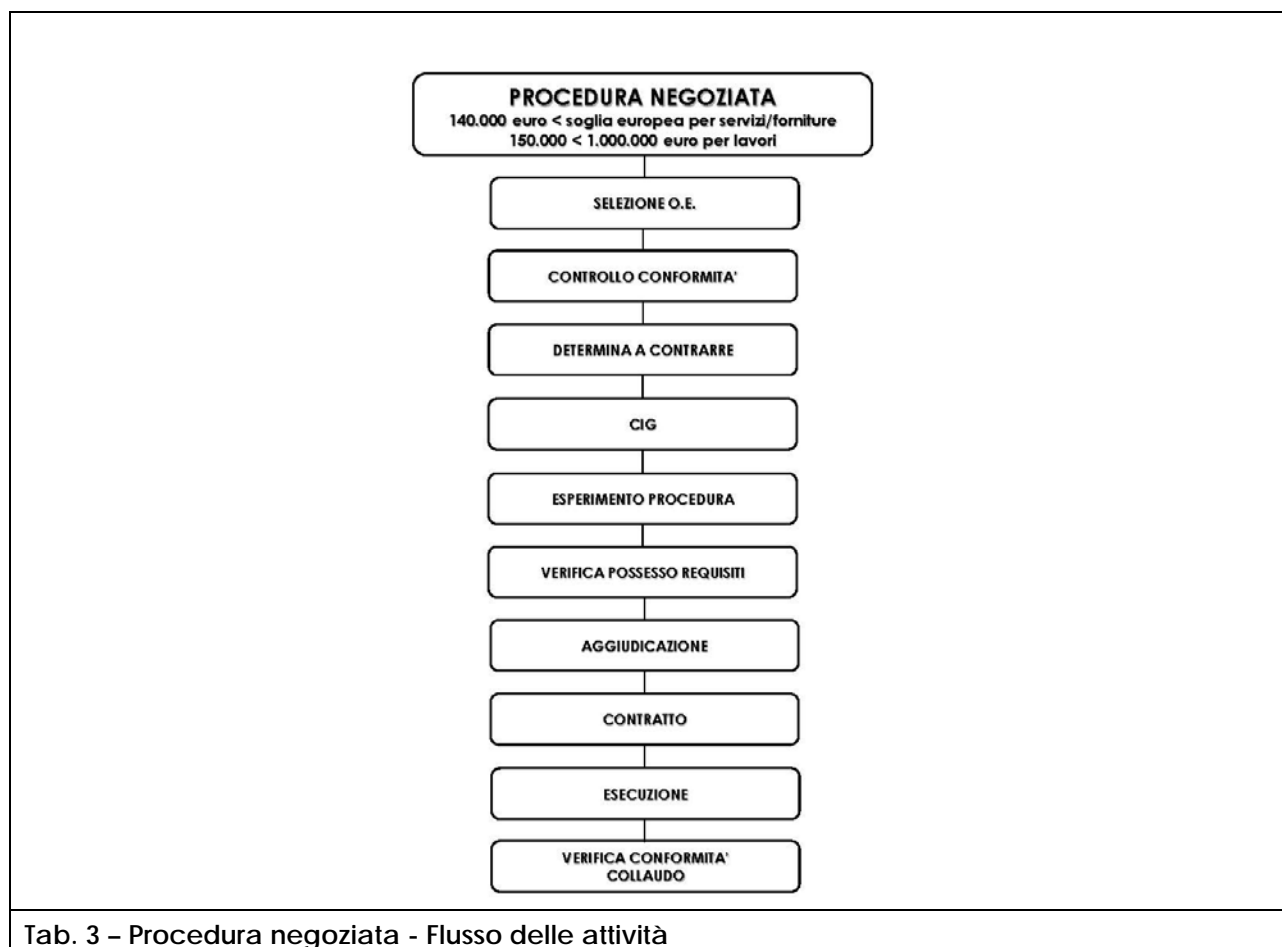 PROCEDURA NEGOZIATA
140.000 euro < soglia europea per servizi/forniture
150.000 < 1.000.000 euro per lavori
SELEZIONE O.E.
CONTROLLO CONFORMITA'
DETERMINA A CONTRARRE
CIG
ESPERIMENTO PROCEDURA
VERIFICA POSSESSO REQUISITI
AGGIUDICAZIONE
CONTRATTO
ESECUZIONE
VERIFICA CONFORMITA'
COLLAUDO
Tab. 3 – Procedura negoziata - Flusso delle attività